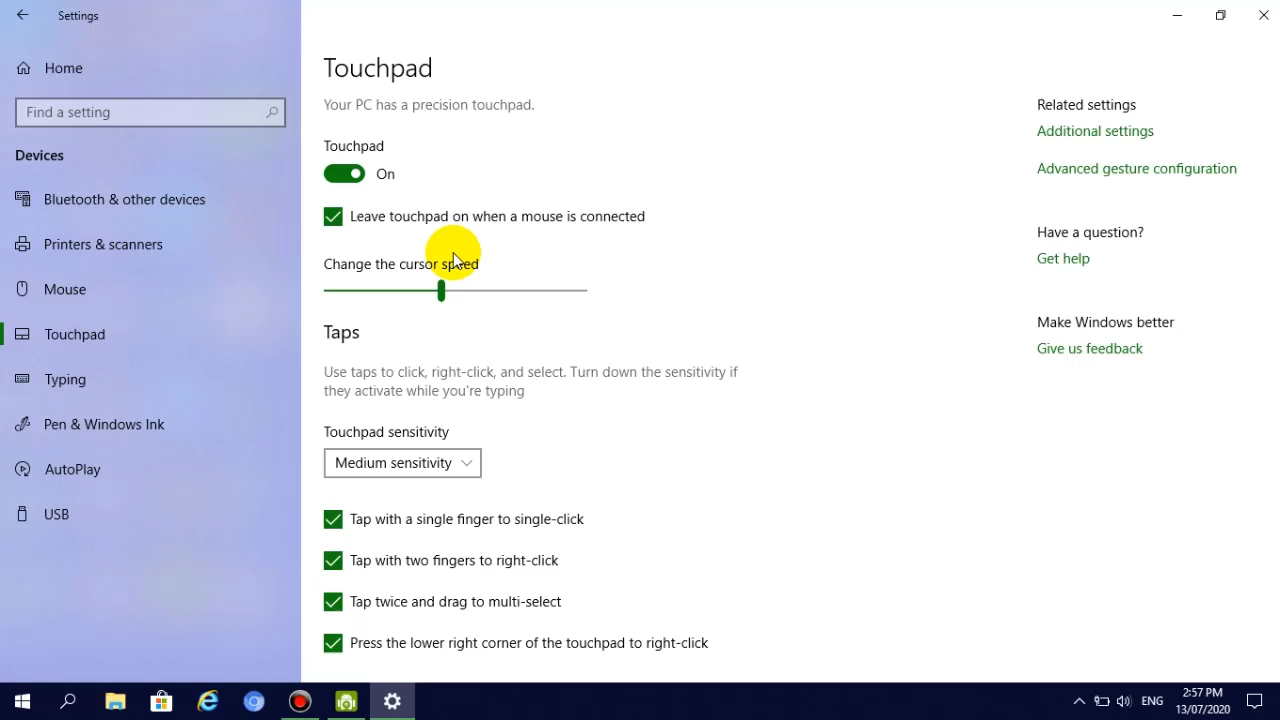 Settings
Home
Find a setting
Devices
Bluetooth & other devices
Printers & scanners
Mouse
Touchpad
Typing
Pen & Windows Ink
AutoPlay
USB
Touchpad
Your PC has a precision touchpad.
Touchpad
On
Leave touchpad on when a mouse is connected
Change the cursor speed
Taps
Use taps to click, right-click, and select. Turn down the sensitivity if
they activate while you're typing
Touchpad sensitivity
Medium sensitivity
Tap with a single finger to single-click
Tap with two fingers to right-click
Tap twice and drag to multi-select
Press the lower right corner of the touchpad to right-click
Related settings
Additional settings
Advanced gesture configuration
Have a question?
Get help
Make Windows better
Give us feedback
ENG
2:57 PM
13/07/2020